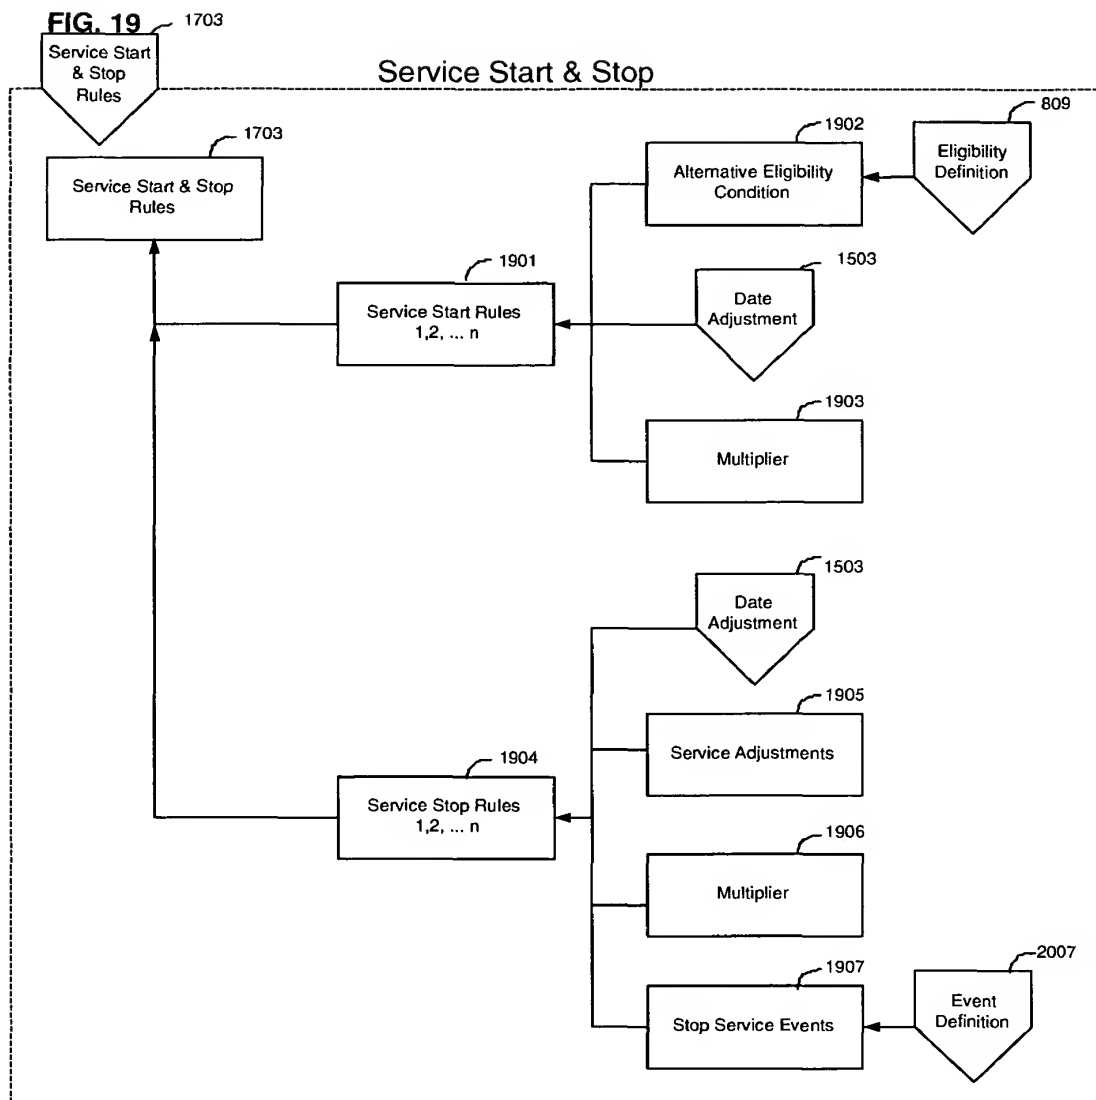 FIG. 19
1703
Service Start
& Stop
Rules
Service Start & Stop
1703
Service Start & Stop
Rules
1902
Alternative Eligibility
Condition
809
Eligibility
Definition
1901
Service Start Rules
1,2, ... n
1503
Date
Adjustment
1903
Multiplier
1503
Date
Adjustment
1905
Service Adjustments
1904
Service Stop Rules
1,2, ... n
1906
Multiplier
1907
Stop Service Events
2007
Event
Definition